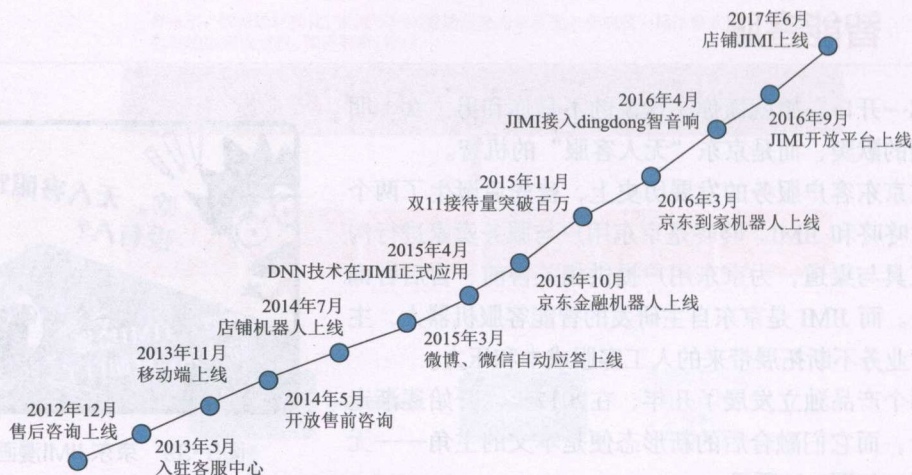 2012年12月
售后咨询上线
2013年5月
入驻客服中心
2013年11月
移动端上线
2014年5月
开放售前咨询
2014年7月
店铺机器人上线
2015年3月
微博、微信自动应答上线
2015年4月
DNN技术在JIMI正式应用
2015年10月
京东金融机器人上线
2015年11月
双11接待量突破百万
2016年3月
京东到家机器人上线
2016年4月
JIMI接入dingdong智音响
2016年9月
JIMI开放平台上线
2017年6月
店铺JIMI上线